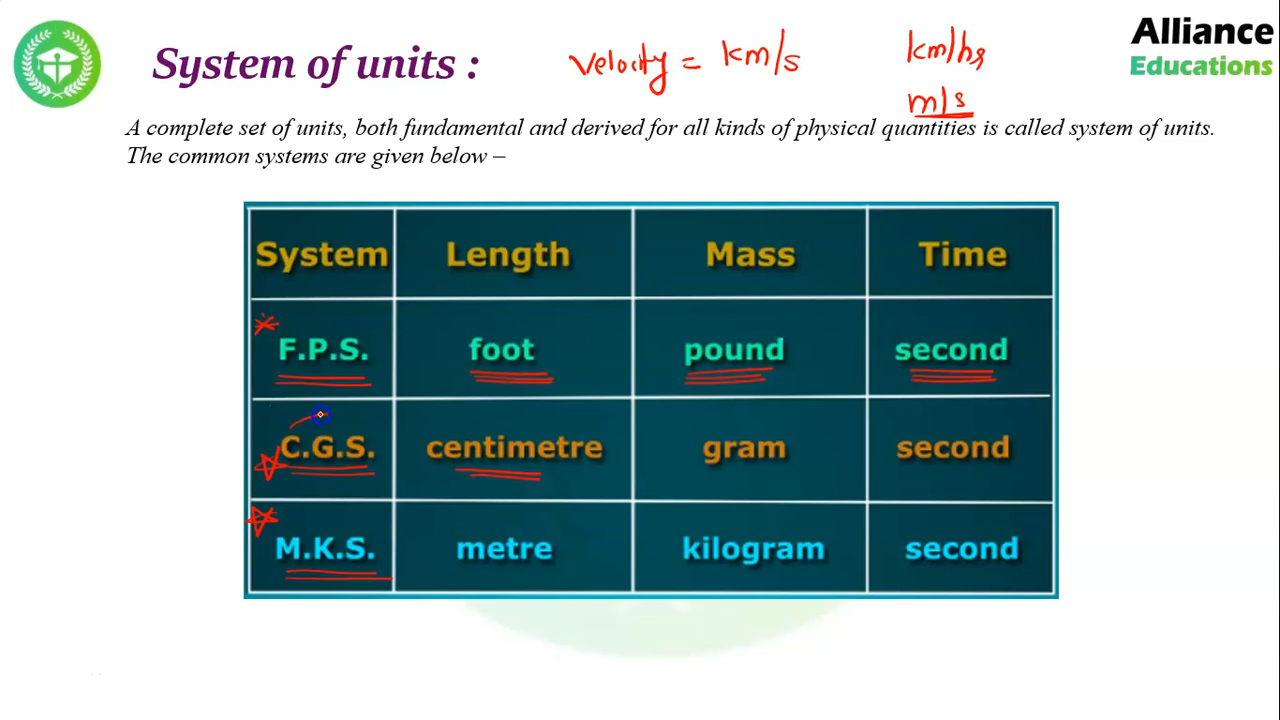 System of units :
velocity = km/s
km/hr
m/s
Alliance
Educations
A complete set of units, both fundamental and derived for all kinds of physical quantities is called system of units.
The common systems are given below –
System Length Mass Time
F.P.S. foot pound second
C.G.S. centimetre gram second
M.K.S. metre kilogram second